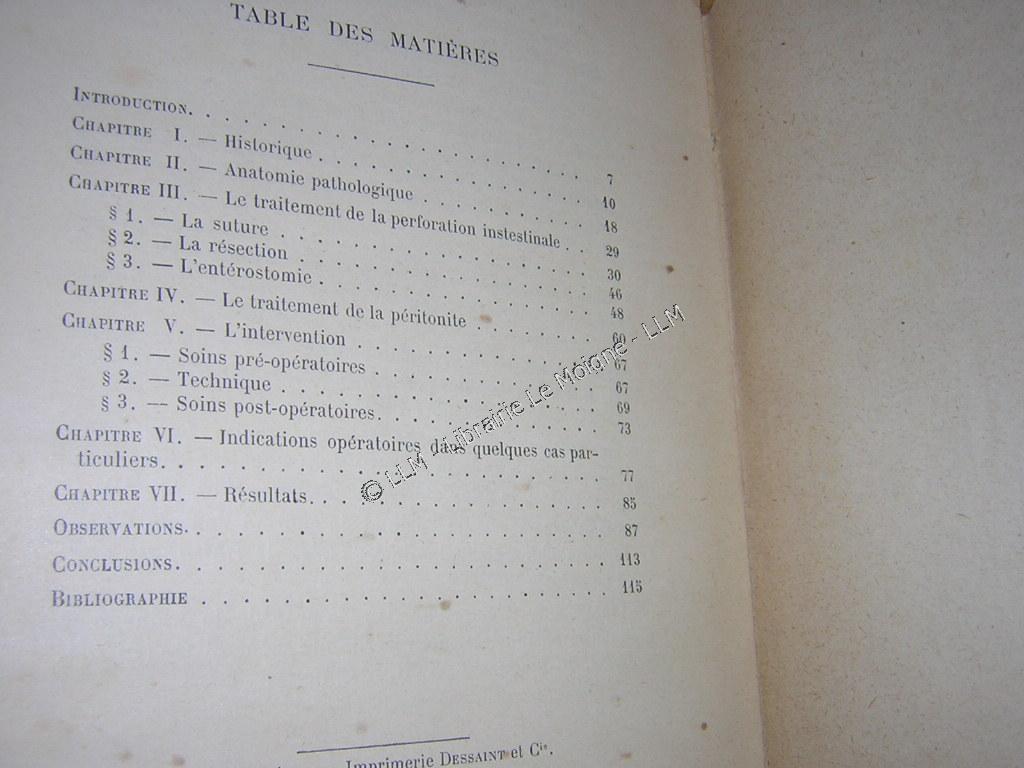 TABLE DES MATIÈRES
INTRODUCTION. . . . . . . . . . . . . . . 7
CHAPITRE I. — Historique . . . . . . . . . . . 10
CHAPITRE II. — Anatomie pathologique . . . . . . . 18
CHAPITRE III. — Le traitement de la perforation instestinale . . 29
§ 1. — La suture . . . . . . . . . . . . 30
§ 2. — La résection . . . . . . . . . . . 46
§ 3. — L'entérostomie . . . . . . . . . . 48
CHAPITRE IV. — Le traitement de la péritonite . . . . . 60
CHAPITRE V. — L'intervention . . . . . . . . . . 67
§ 1. — Soins pré-opératoires . . . . . . . . 67
§ 2. — Technique . . . . . . . . . . . . 69
§ 3. — Soins post-opératoires. . . . . . . . . 73
CHAPITRE VI. — Indications opératoires dans quelques cas par-
ticuliers. . . . . . . . . . . . . . . . 77
CHAPITRE VII. — Résultats. . . . . . . . . . . . 85
OBSERVATIONS. . . . . . . . . . . . . . . . 87
CONCLUSIONS. . . . . . . . . . . . . . . . 113
BIBLIOGRAPHIE . . . . . . . . . . . . . . . 115
© LLM - Librairie Le Moigne - LLM
Imprimerie DESSAINT et Cie.